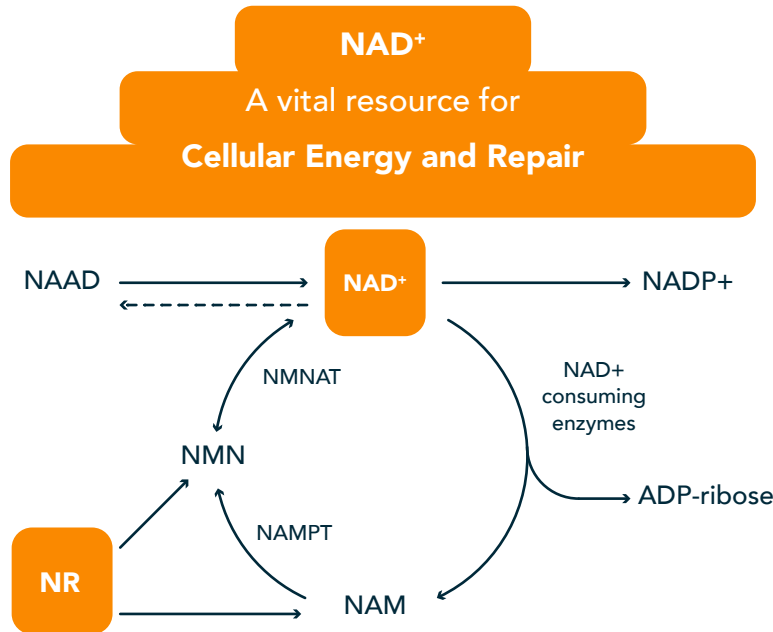 NAD⁺
A vital resource for
Cellular Energy and Repair
NAAD
NAD⁺
NADP+
NMNAT
NAD+
consuming
enzymes
NMN
ADP-ribose
NAMPT
NR
NAM